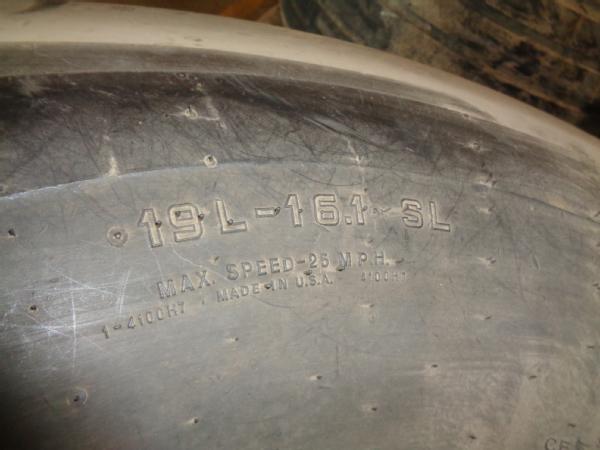 19L-16.1 SL
MAX. SPEED-25 M.P.H.
1-4100H7 MADE IN U.S.A.